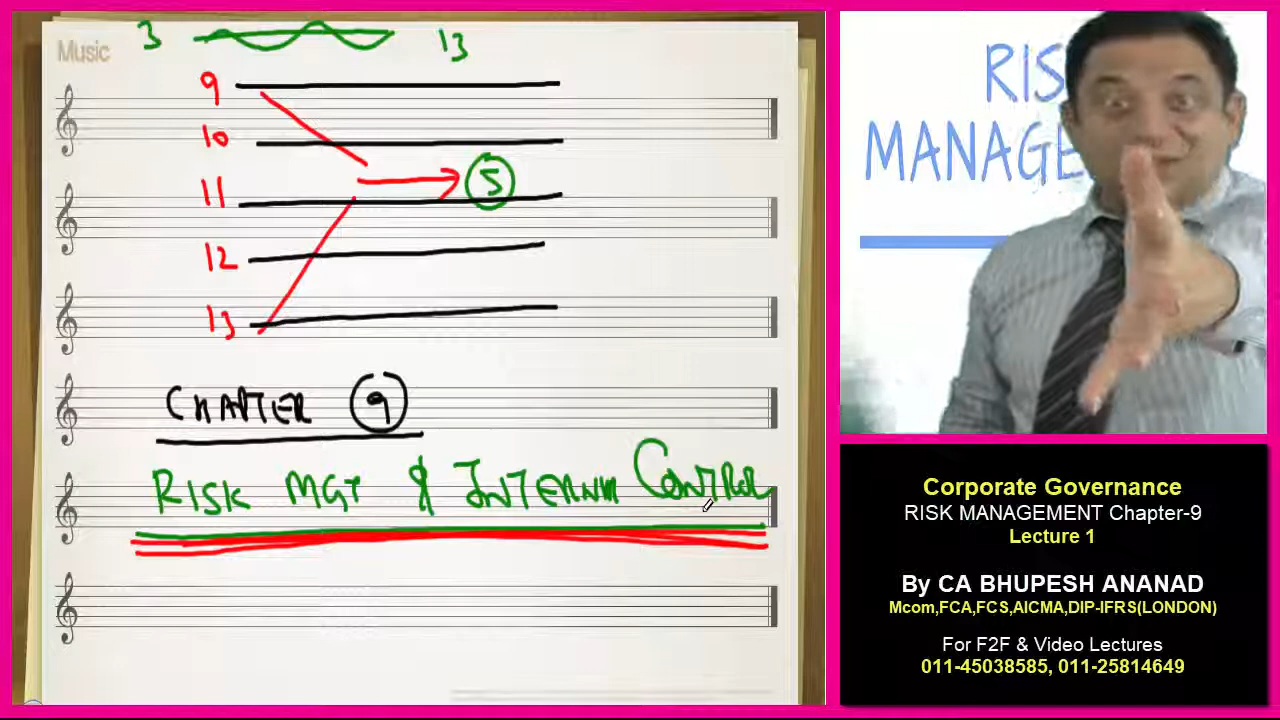 3 13
Music
9
10
11 5
12
13
CHAPTER 9
RISK MGT & INTERNAL CONTROL
RIS
MANAGE
Corporate Governance
RISK MANAGEMENT Chapter-9
Lecture 1
By CA BHUPESH ANANAD
Mcom,FCA,FCS,AICMA,DIP-IFRS(LONDON)
For F2F & Video Lectures
011-45038585, 011-25814649